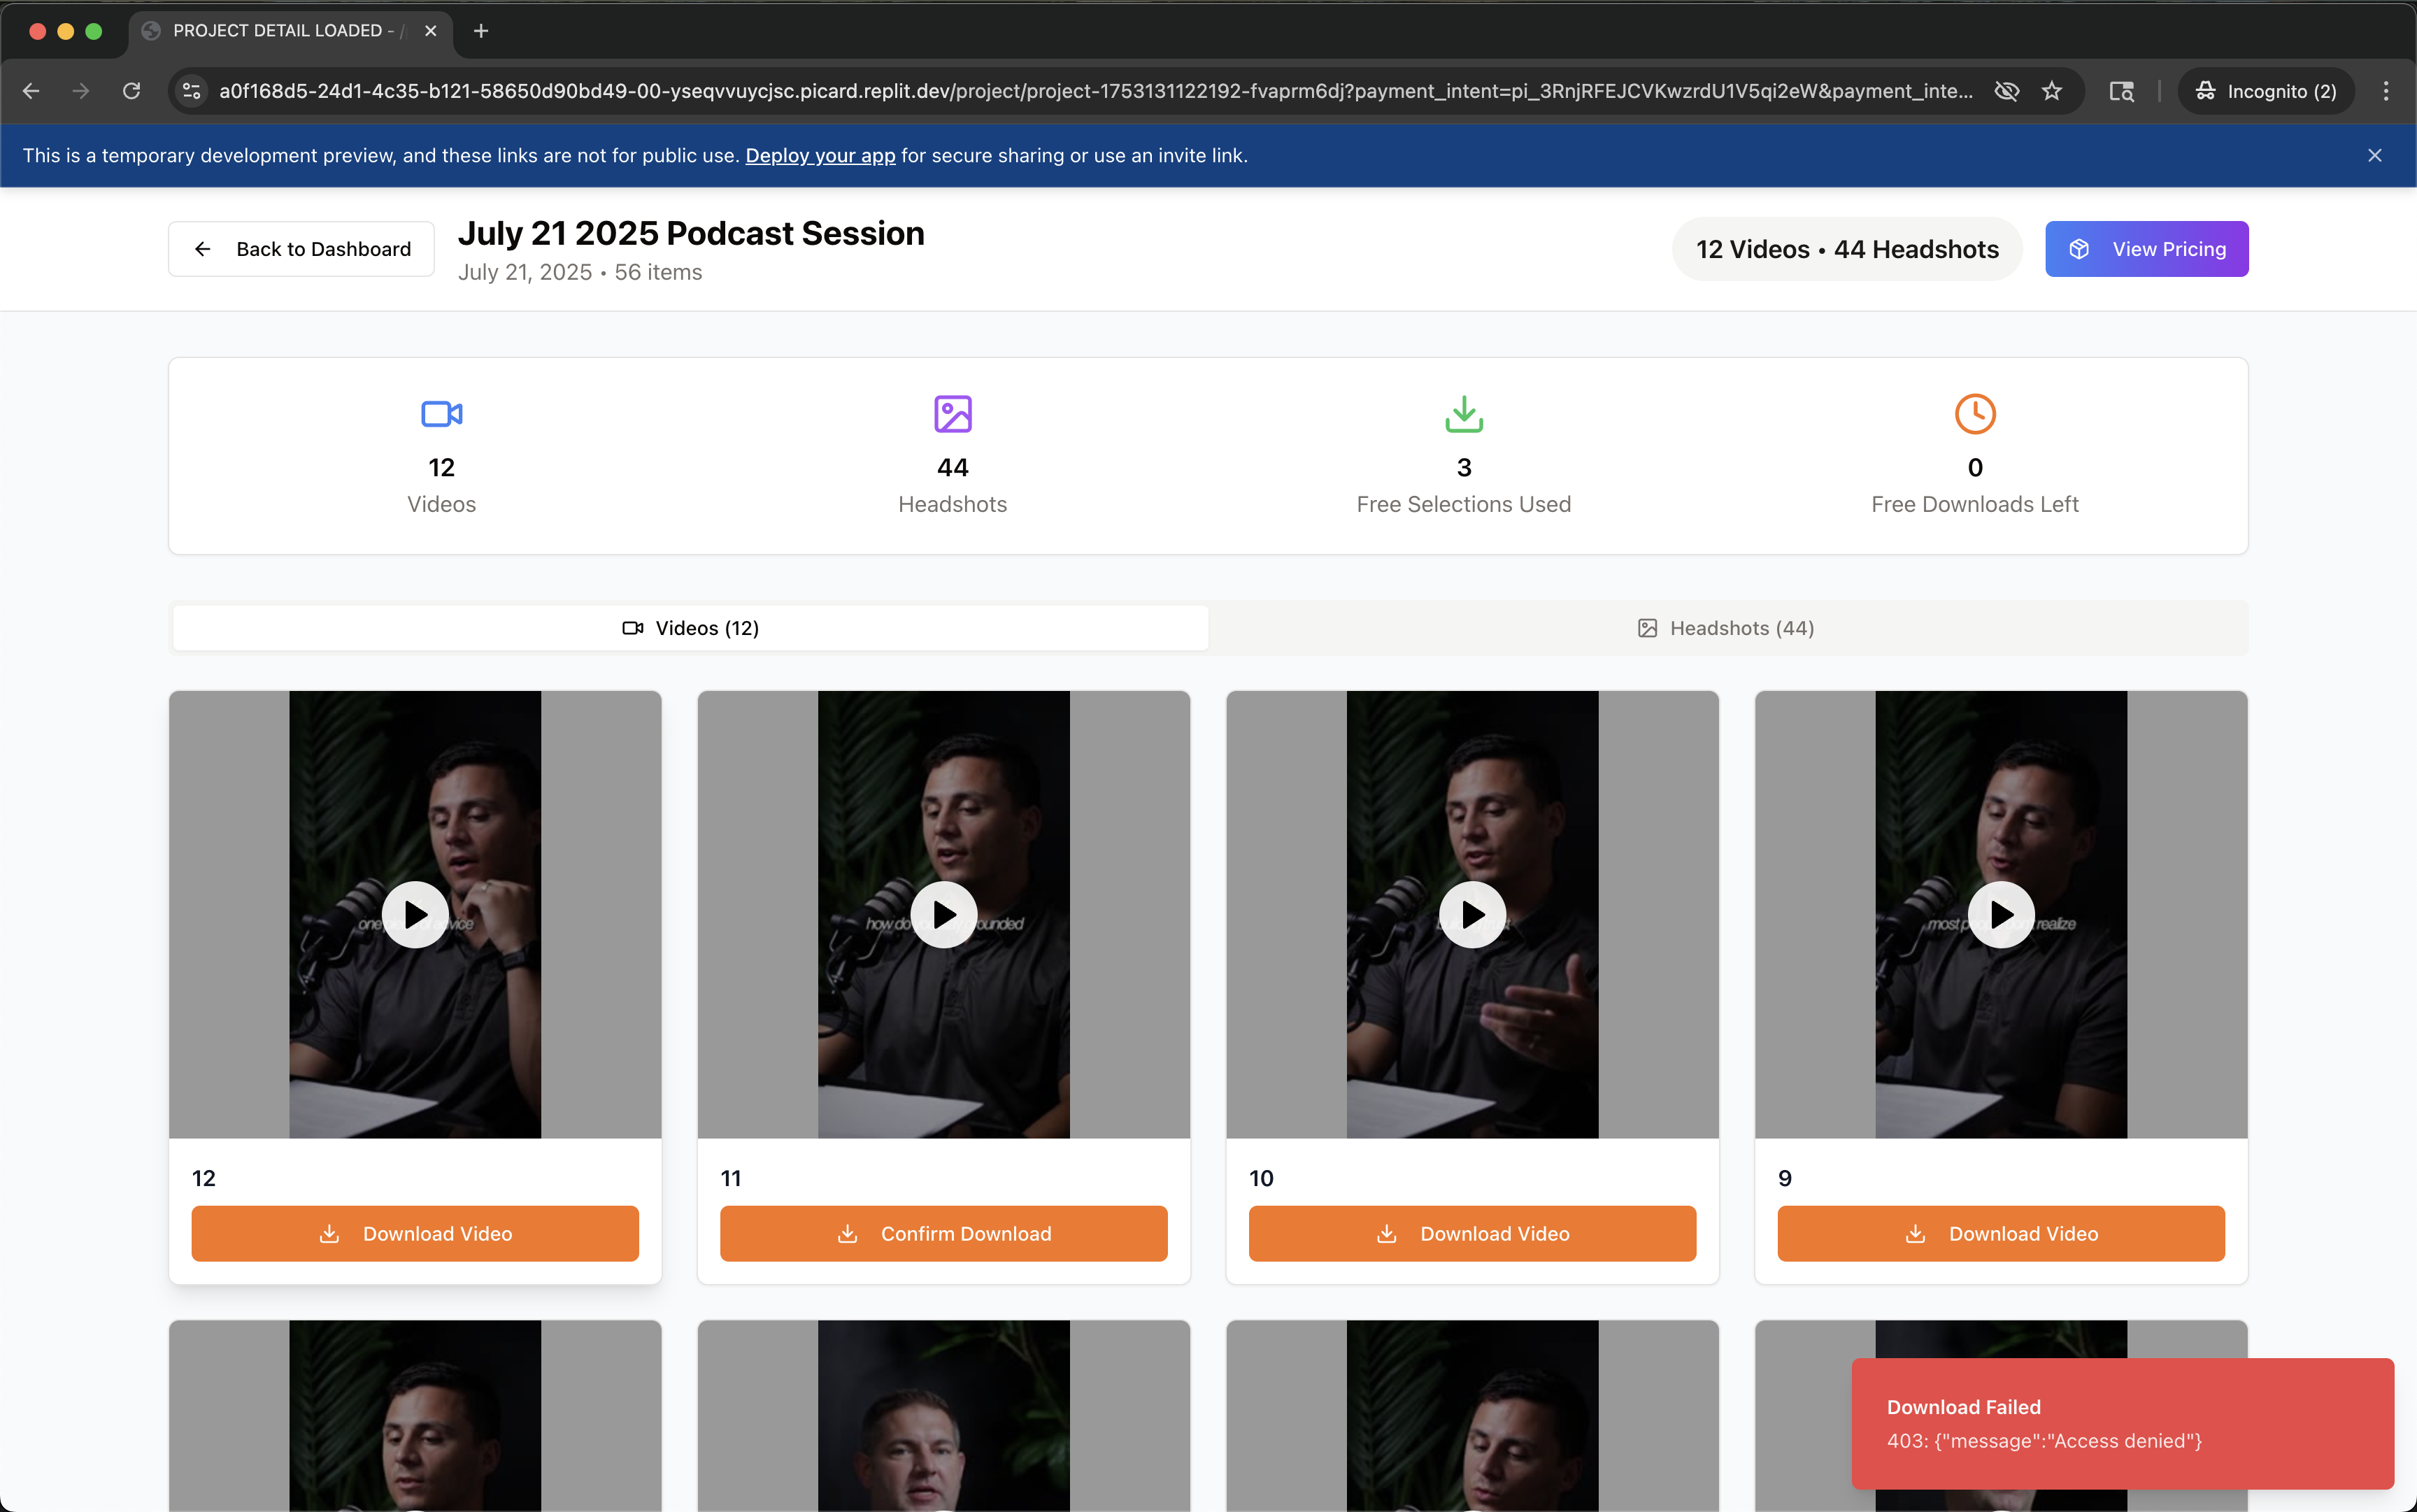 PROJECT DETAIL LOADED - /
a0f168d5-24d1-4c35-b121-58650d90bd49-00-yseqvvuycjsc.picard.replit.dev/project/project-1753131122192-fvaprm6dj?payment_intent=pi_3RnjRFEJCVKwzrdU1V5qi2eW&payment_inte...
Incognito (2)
This is a temporary development preview, and these links are not for public use. Deploy your app for secure sharing or use an invite link.
Back to Dashboard
July 21 2025 Podcast Session
July 21, 2025 • 56 items
12 Videos • 44 Headshots
View Pricing
12
Videos
44
Headshots
3
Free Selections Used
0
Free Downloads Left
Videos (12)
Headshots (44)
how do
most realize
12
Download Video
11
Confirm Download
10
Download Video
9
Download Video
Download Failed
403: {"message":"Access denied"}